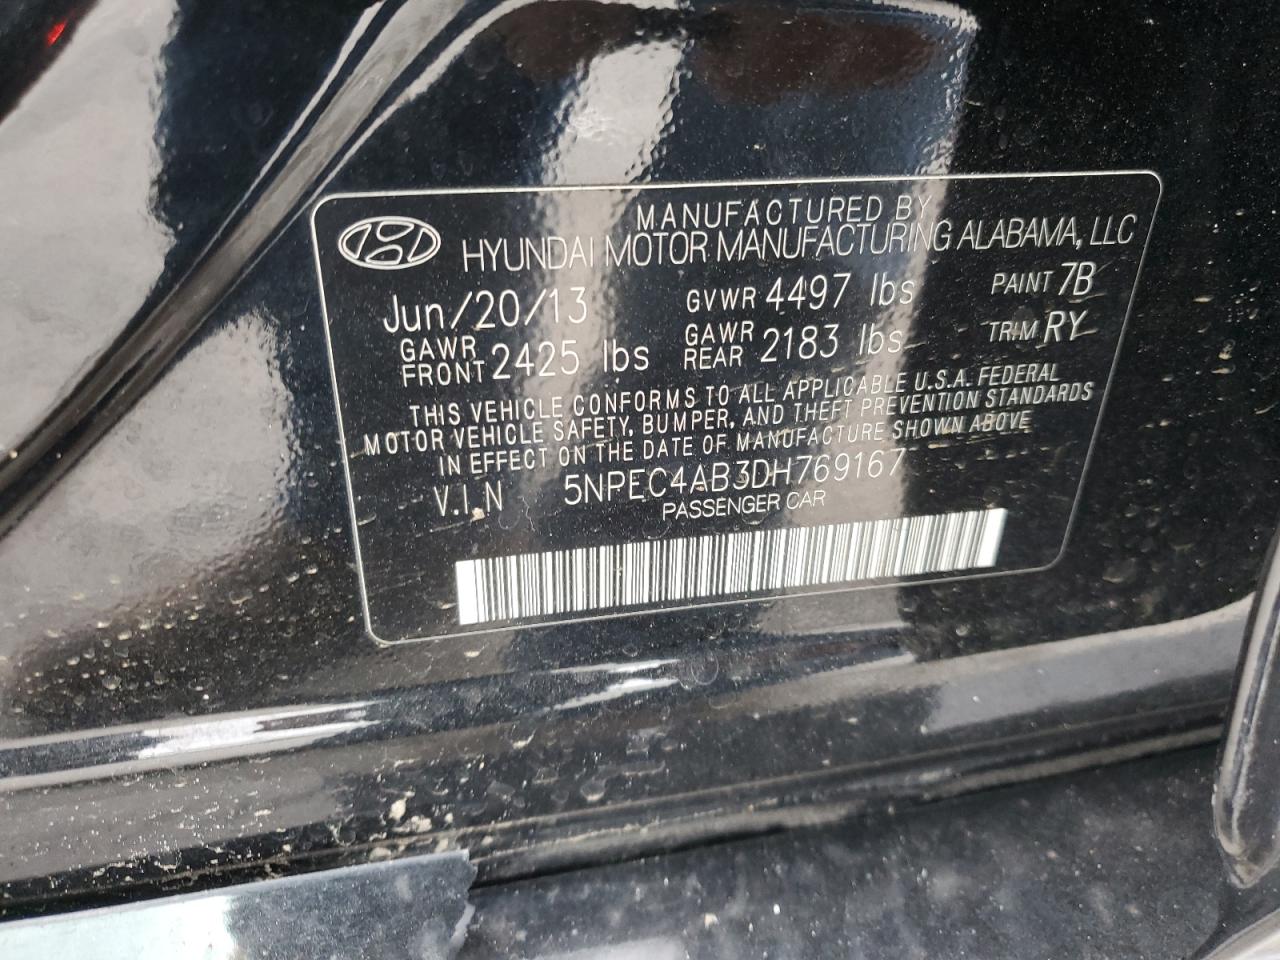 MANUFACTURED BY
HYUNDAI MOTOR MANUFACTURING ALABAMA, LLC
Jun/20/13 GVWR 4497 lbs PAINT 7B
GAWR FRONT 2425 lbs GAWR REAR 2183 lbs TRIM RY
THIS VEHICLE CONFORMS TO ALL APPLICABLE U.S.A. FEDERAL
MOTOR VEHICLE SAFETY, BUMPER, AND THEFT PREVENTION STANDARDS
IN EFFECT ON THE DATE OF MANUFACTURE SHOWN ABOVE
V.I.N 5NPEC4AB3DH769167
PASSENGER CAR